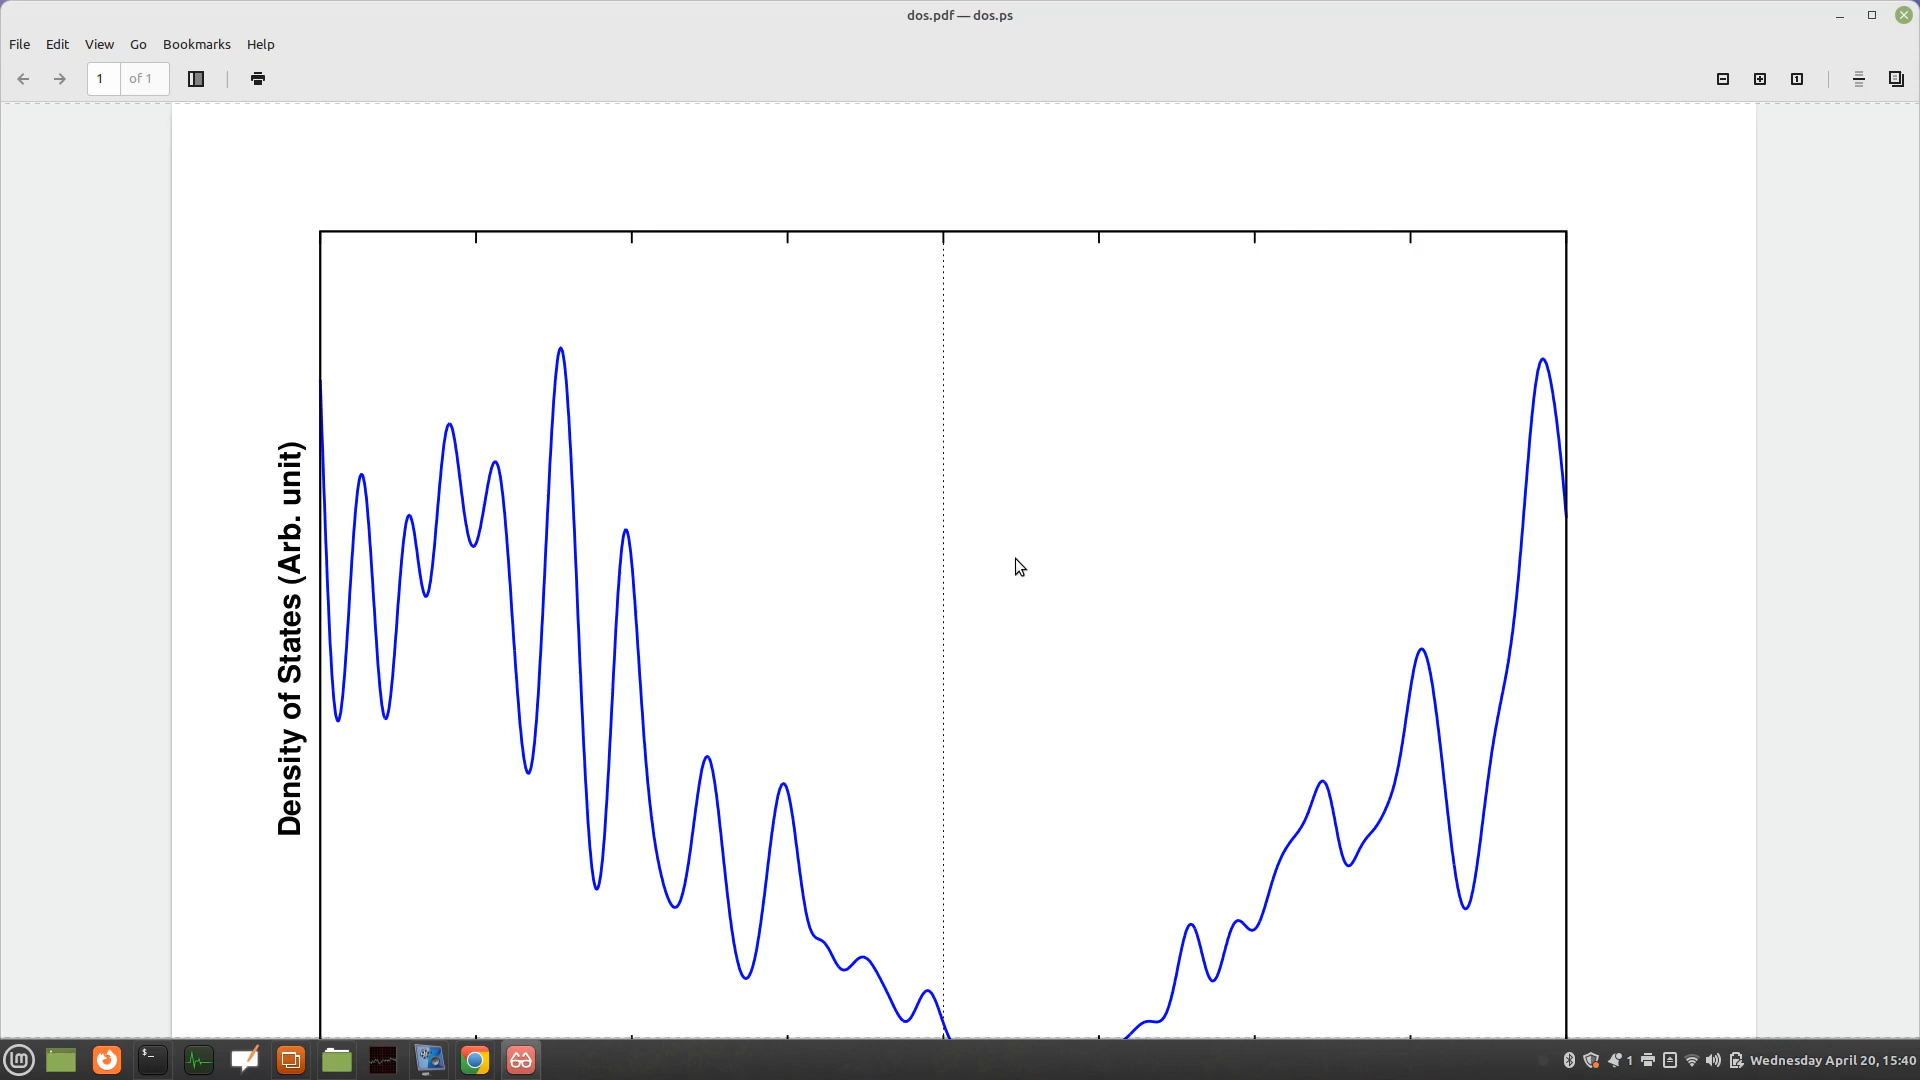 dos.pdf — dos.ps
File Edit View Go Bookmarks Help
1 of 1
Density of States (Arb. unit)
1 Wednesday April 20, 15:40